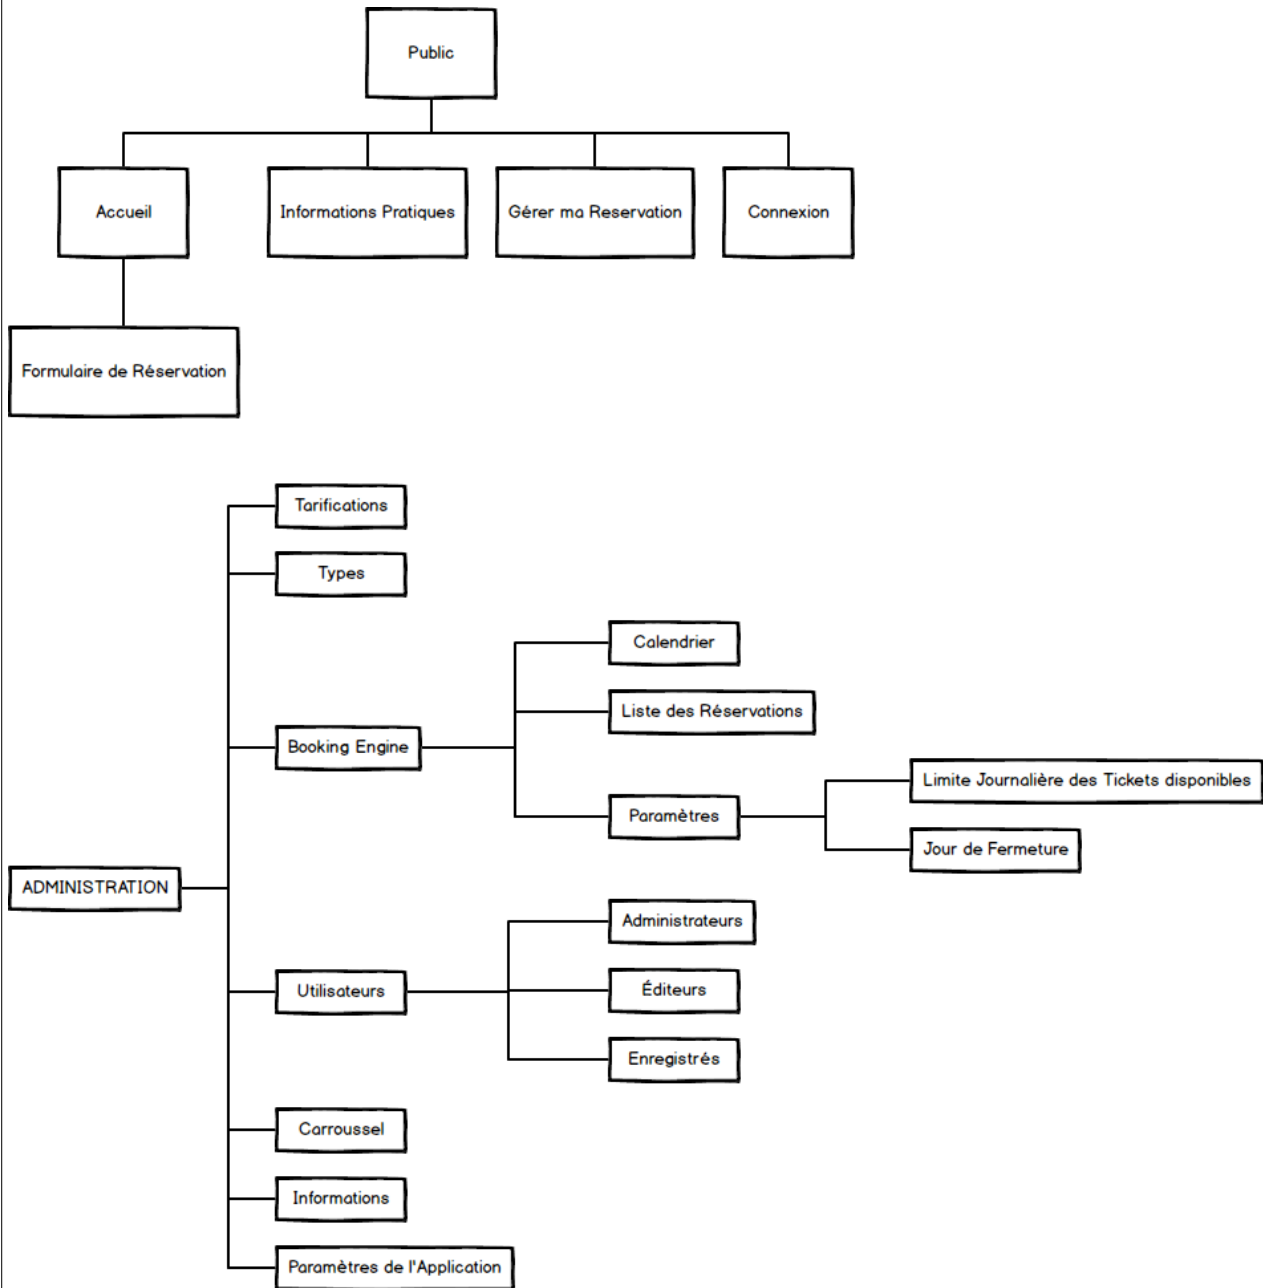 Public
Accueil
Informations Pratiques
Gérer ma Reservation
Connexion
Formulaire de Réservation
Tarifications
Types
Calendrier
Liste des Réservations
Booking Engine
Limite Journalière des Tickets disponibles
Paramètres
Jour de Fermeture
ADMINISTRATION
Administrateurs
Utilisateurs
Éditeurs
Enregistrés
Carroussel
Informations
Paramètres de l'Application